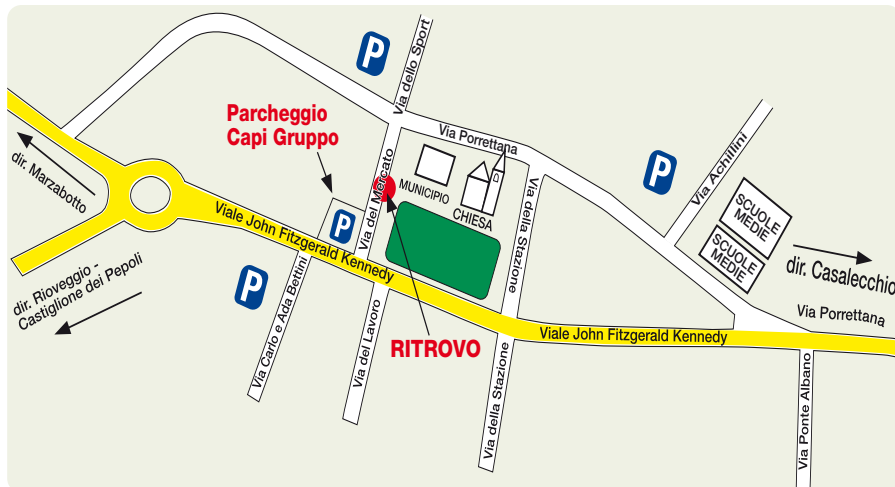 P
Via dello Sport
Parcheggio
Capi Gruppo
Via Porrettana
P
Via Achillini
dir. Marzabotto
Via del Mercato
MUNICIPIO
CHIESA
Via della Stazione
SCUOLE
MEDIE
SCUOLE
MEDIE
Viale John Fitzgerald Kennedy
P
dir. Casalecchio
dir. Rioveggio -
Castiglione dei Pepoli
P
Via Carlo e Ada Bettini
Via del Lavoro
RITROVO
Viale John Fitzgerald Kennedy
Via Porrettana
Via della Stazione
Via Ponte Albano